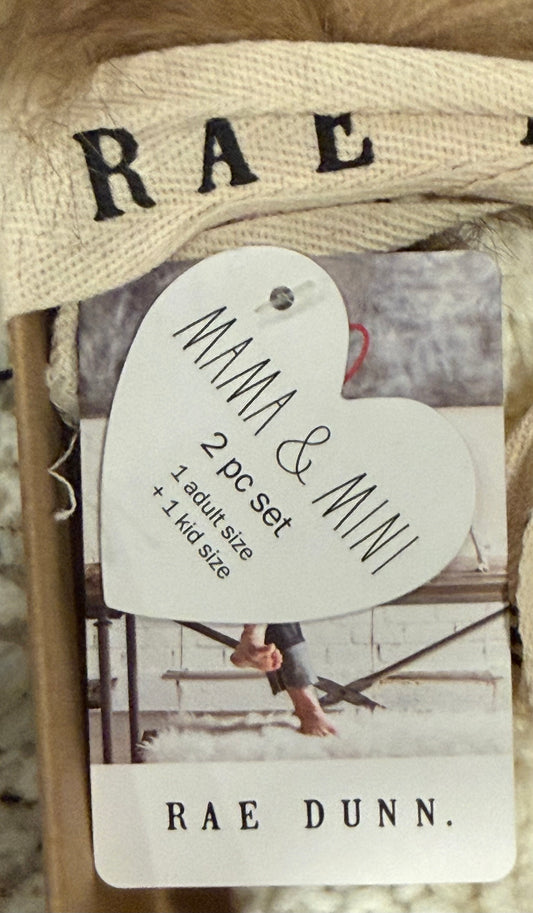 RAE
MAMA & MINI
2 pc set
1 adult size
+ 1 kid size
RAE DUNN.